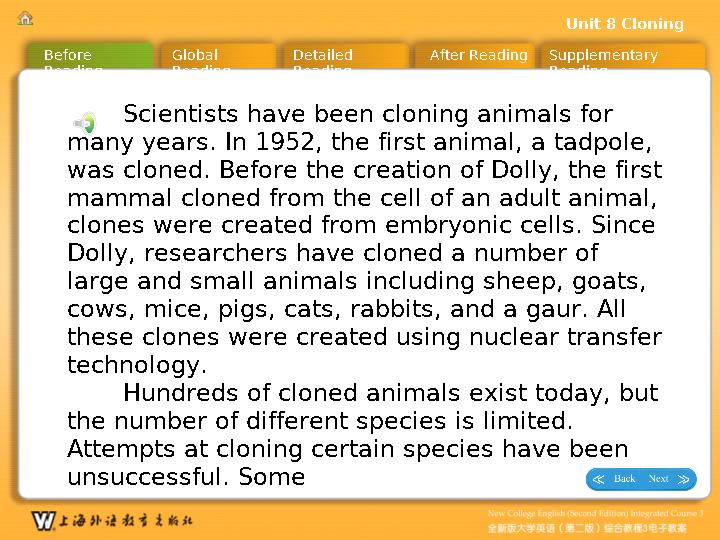 Unit 8 Cloning
Before Reading
Global Reading
Detailed Reading
After Reading
Supplementary Reading
Scientists have been cloning animals for
many years. In 1952, the first animal, a tadpole,
was cloned. Before the creation of Dolly, the first
mammal cloned from the cell of an adult animal,
clones were created from embryonic cells. Since
Dolly, researchers have cloned a number of
large and small animals including sheep, goats,
cows, mice, pigs, cats, rabbits, and a gaur. All
these clones were created using nuclear transfer
technology.
Hundreds of cloned animals exist today, but
the number of different species is limited.
Attempts at cloning certain species have been
unsuccessful. Some
Back Next
New College English (Second Edition) Integrated Course 3
上海外语教育出版社
全新版大学英语（第二版）综合教程3电子教案